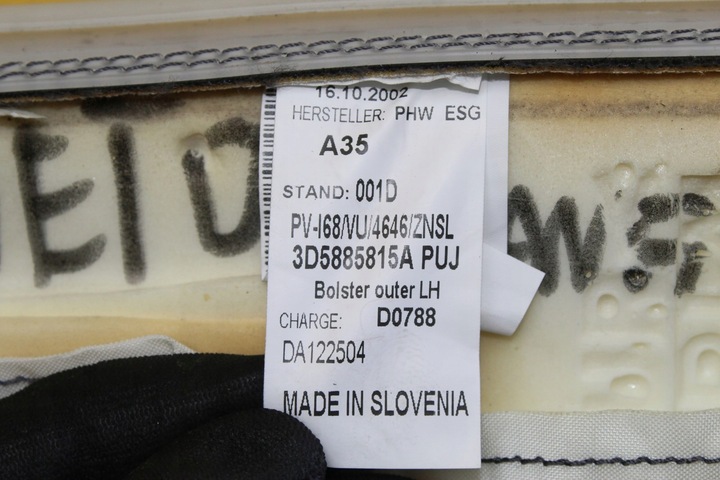 16.10.2002
HERSTELLER: PHW ESG
A35
STAND: 001D
PV-I68/VU/4646/ZNSL
3D5885815A PUJ
Bolster outer LH
CHARGE: D0788
DA122504
MADE IN SLOVENIA